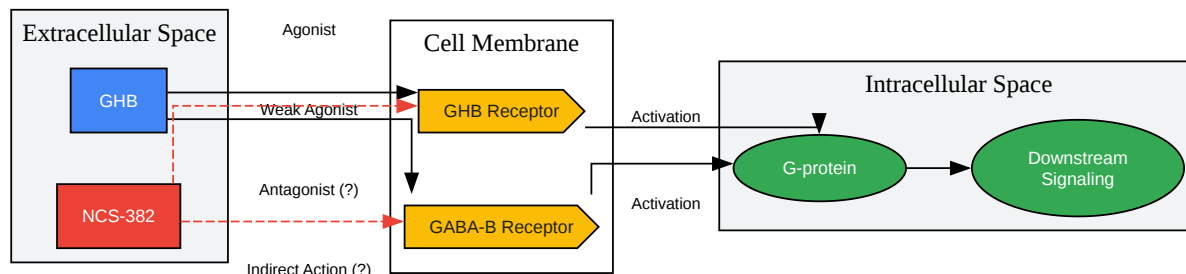 Extracellular Space
Agonist
Cell Membrane
Intracellular Space
GHB
Weak Agonist
GHB Receptor
Activation
G-protein
Downstream
Signaling
NCS-382
Antagonist (?)
GABA-B Receptor
Activation
Indirect Action (?)